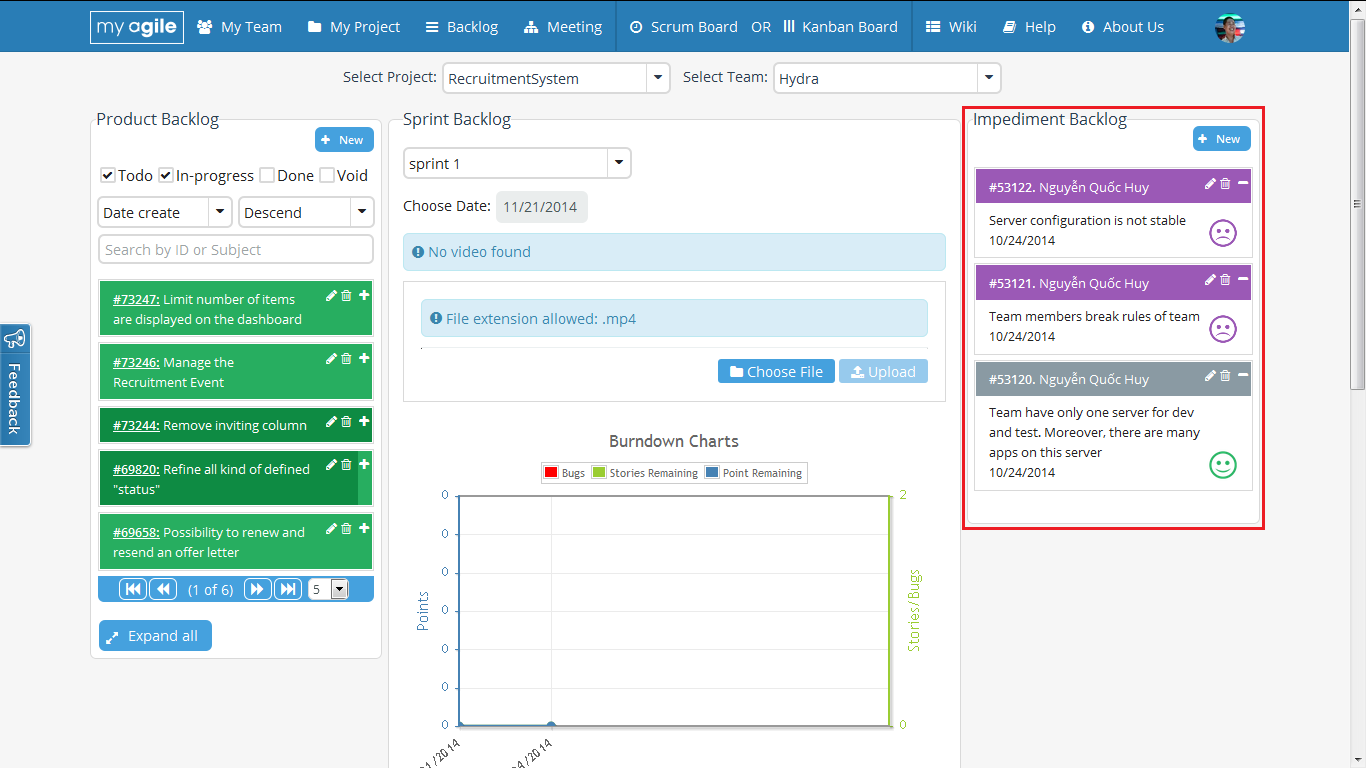 my agile My Team My Project Backlog Meeting Scrum Board OR Kanban Board Wiki Help About Us
Select Project: RecruitmentSystem Select Team: Hydra
Product Backlog
+ New
Todo In-progress Done Void
Date create Descend
Search by ID or Subject
#73247: Limit number of items
are displayed on the dashboard
#73246: Manage the
Recruitment Event
#73244: Remove inviting column
#69820: Refine all kind of defined
"status"
#69658: Possibility to renew and
resend an offer letter
(1 of 6) 5
Expand all
Feedback
Sprint Backlog
sprint 1
Choose Date: 11/21/2014
No video found
File extension allowed: .mp4
Choose File Upload
Burndown Charts
Bugs Stories Remaining Point Remaining
0 2
0
0
0
0
0
0 0
Points
Stories/Bugs
Impediment Backlog
+ New
#53122. Nguyễn Quốc Huy
Server configuration is not stable
10/24/2014
#53121. Nguyễn Quốc Huy
Team members break rules of team
10/24/2014
#53120. Nguyễn Quốc Huy
Team have only one server for dev
and test. Moreover, there are many
apps on this server
10/24/2014